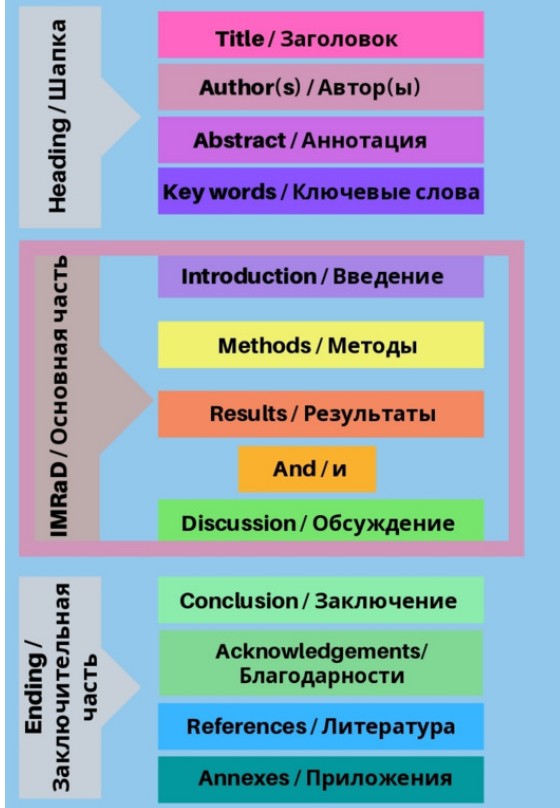 Heading / Шапка
Title / Заголовок
Author(s) / Автор(ы)
Abstract / Аннотация
Key words / Ключевые слова
IMRaD / Основная часть
Introduction / Введение
Methods / Методы
Results / Результаты
And / и
Discussion / Обсуждение
Ending /
Заключительная
часть
Conclusion / Заключение
Acknowledgements/
Благодарности
References / Литература
Annexes / Приложения